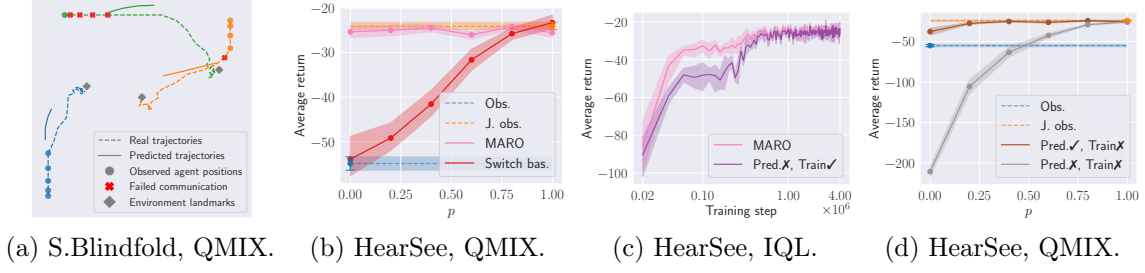 Real trajectories
Predicted trajectories
Observed agent positions
Failed communication
Environment landmarks
(a) S.Blindfold, QMIX.
Average return
−25
−30
−35
−40
−45
−50
−55
Obs.
J. obs.
MARO
Switch bas.
0.00 0.25 0.50 0.75 1.00
p
(b) HearSee, QMIX.
Average return
−20
−40
−60
−80
−100
MARO
Pred.✗, Train✓
0.02 0.10 1.00 4.00
Training step ×10⁶
(c) HearSee, IQL.
Average return
−50
−100
−150
−200
Obs.
J. obs.
Pred.✓, Train✗
Pred.✗, Train✗
0.00 0.25 0.50 0.75 1.00
p
(d) HearSee, QMIX.